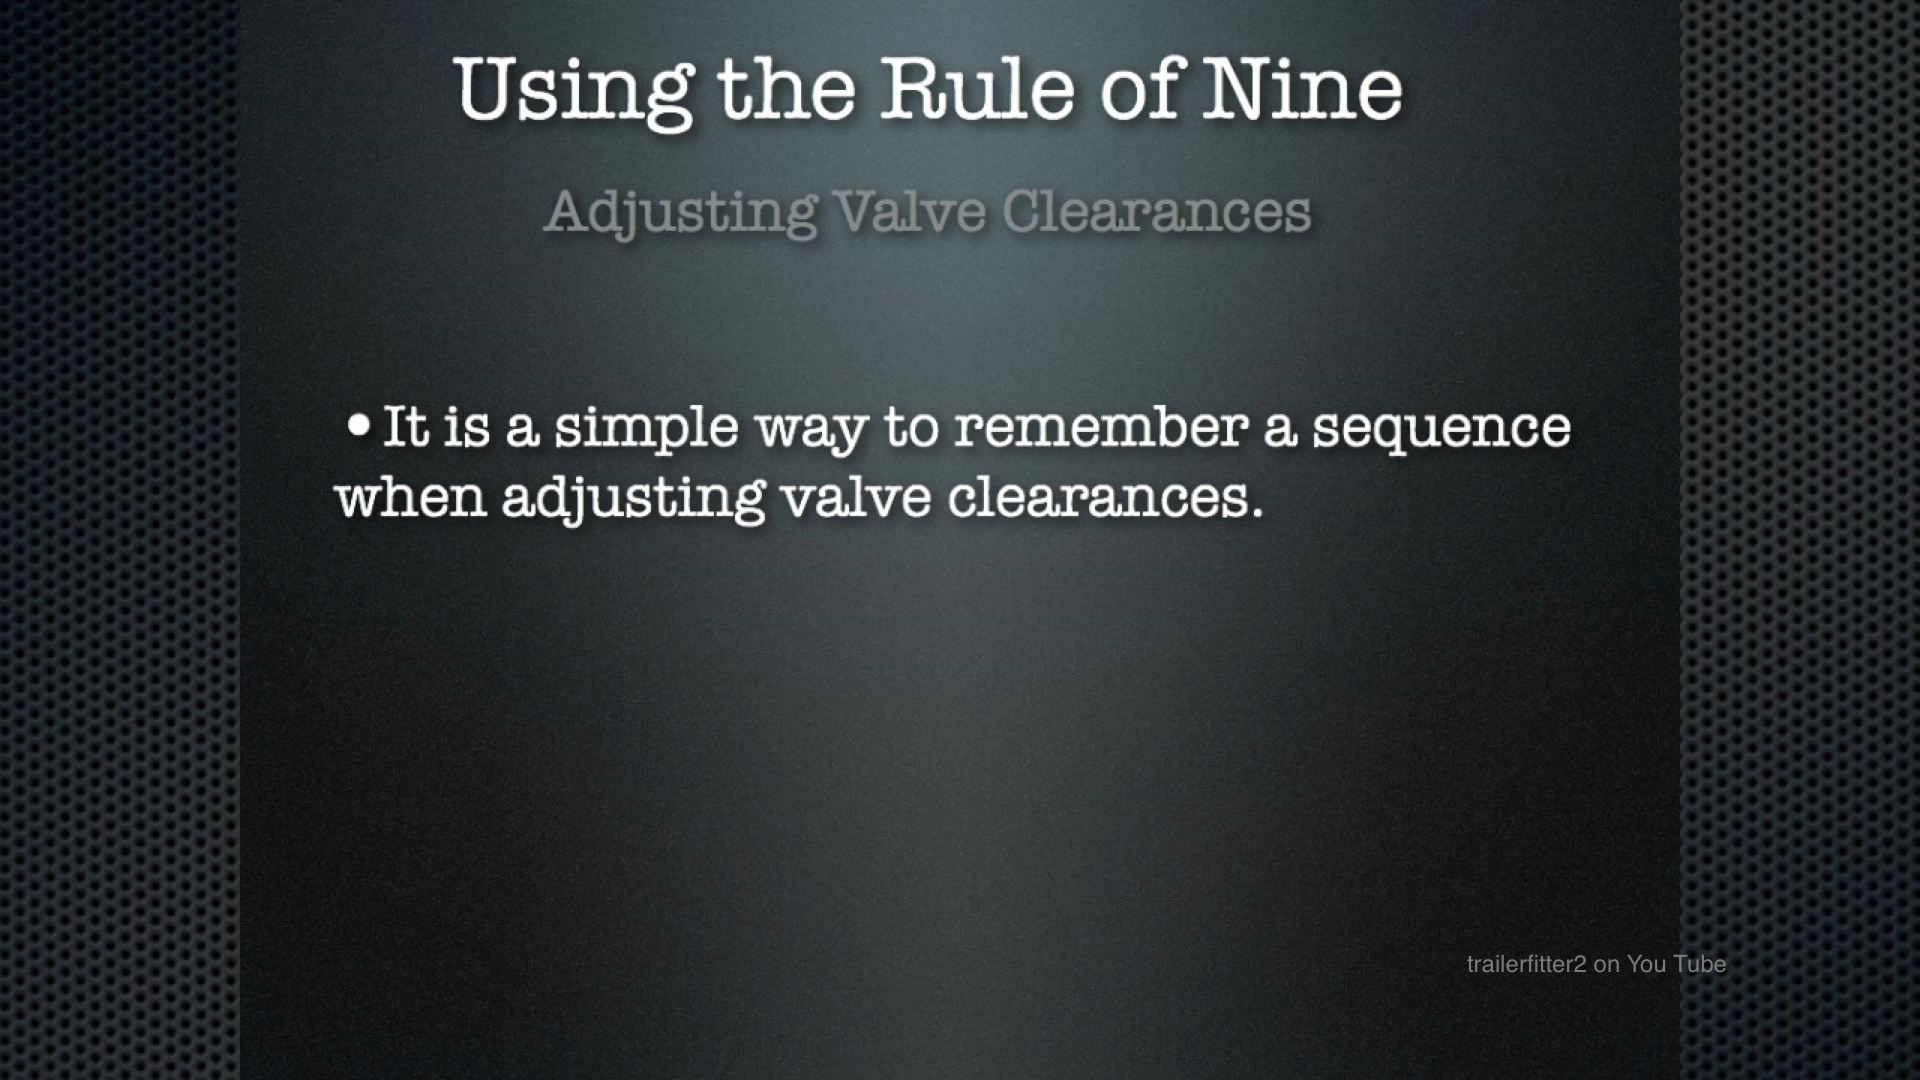 Using the Rule of Nine
Adjusting Valve Clearances
•It is a simple way to remember a sequence
when adjusting valve clearances.
trailerfitter2 on You Tube